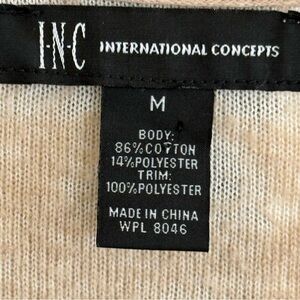 I·N·C INTERNATIONAL CONCEPTS
M
BODY:
86%COTTON
14%POLYESTER
TRIM:
100%POLYESTER
MADE IN CHINA
WPL 8046